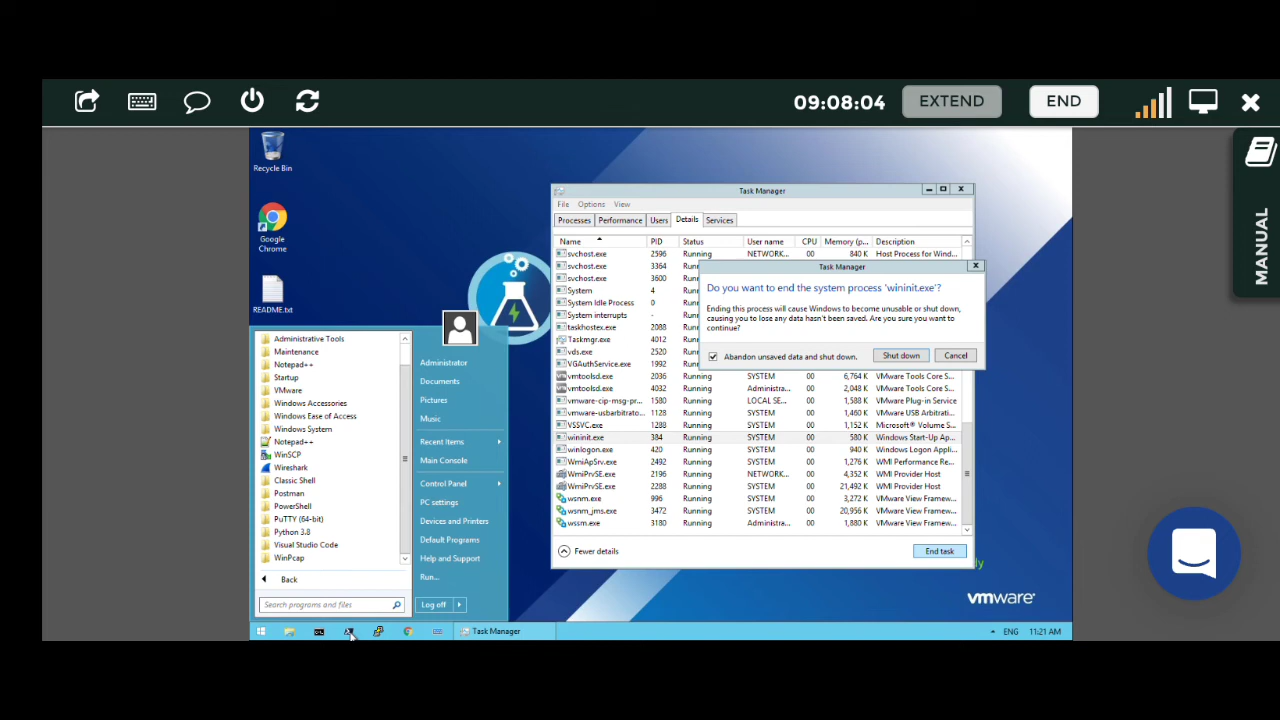 09:08:04
EXTEND
END
MANUAL
Recycle Bin
Google
Chrome
README.txt
Administrative Tools
Maintenance
Notepad++
Startup
VMware
Windows Accessories
Windows Ease of Access
Windows System
Notepad++
WinSCP
Wireshark
Classic Shell
Postman
PowerShell
PuTTY (64-bit)
Python 3.8
Visual Studio Code
WinPcap
Back
Search programs and files
Administrator
Documents
Pictures
Music
Recent Items
Main Console
Control Panel
PC settings
Devices and Printers
Default Programs
Help and Support
Run...
Log off
Task Manager
File Options View
Processes Performance Users Details Services
Name PID Status User name CPU Memory (p... Description
svchost.exe 2596 Running NETWORK... 00 840 K Host Process for Wind...
svchost.exe 3364
svchost.exe 3600
System 4
System Idle Process 0
System interrupts -
taskhostex.exe 2088
Taskmgr.exe 4012
vds.exe 2520
VGAuthService.exe 1992
vmtoolsd.exe 2036 Running SYSTEM 00 6,764 K VMware Tools Core S...
vmtoolsd.exe 4032 Running Administra... 00 2,048 K VMware Tools Core S...
vmware-cip-msg-pr... 1580 Running LOCAL SE... 00 1,588 K VMware Plug-in Service
vmware-usbarbitrato... 1128 Running SYSTEM 00 1,460 K VMware USB Arbitrati...
VSSVC.exe 1288 Running SYSTEM 00 1,152 K Microsoft® Volume S...
wininit.exe 384 Running SYSTEM 00 580 K Windows Start-Up Ap...
winlogon.exe 420 Running SYSTEM 00 940 K Windows Logon Appli...
WmiApSrv.exe 2492 Running SYSTEM 00 1,276 K WMI Performance Re...
WmiPrvSE.exe 2196 Running NETWORK... 00 4,352 K WMI Provider Host
WmiPrvSE.exe 2288 Running SYSTEM 00 21,492 K WMI Provider Host
wsnm.exe 996 Running SYSTEM 00 3,272 K VMware View Framew...
wsnm_jms.exe 3472 Running SYSTEM 00 20,956 K VMware View Framew...
wssm.exe 3180 Running Administra... 00 1,880 K VMware View Framew...
Fewer details
End task
Task Manager
Do you want to end the system process 'wininit.exe'?
Ending this process will cause Windows to become unusable or shut down,
causing you to lose any data hasn't been saved. Are you sure you want to
continue?
Abandon unsaved data and shut down.
Shut down
Cancel
vmware
Task Manager
ENG 11:21 AM